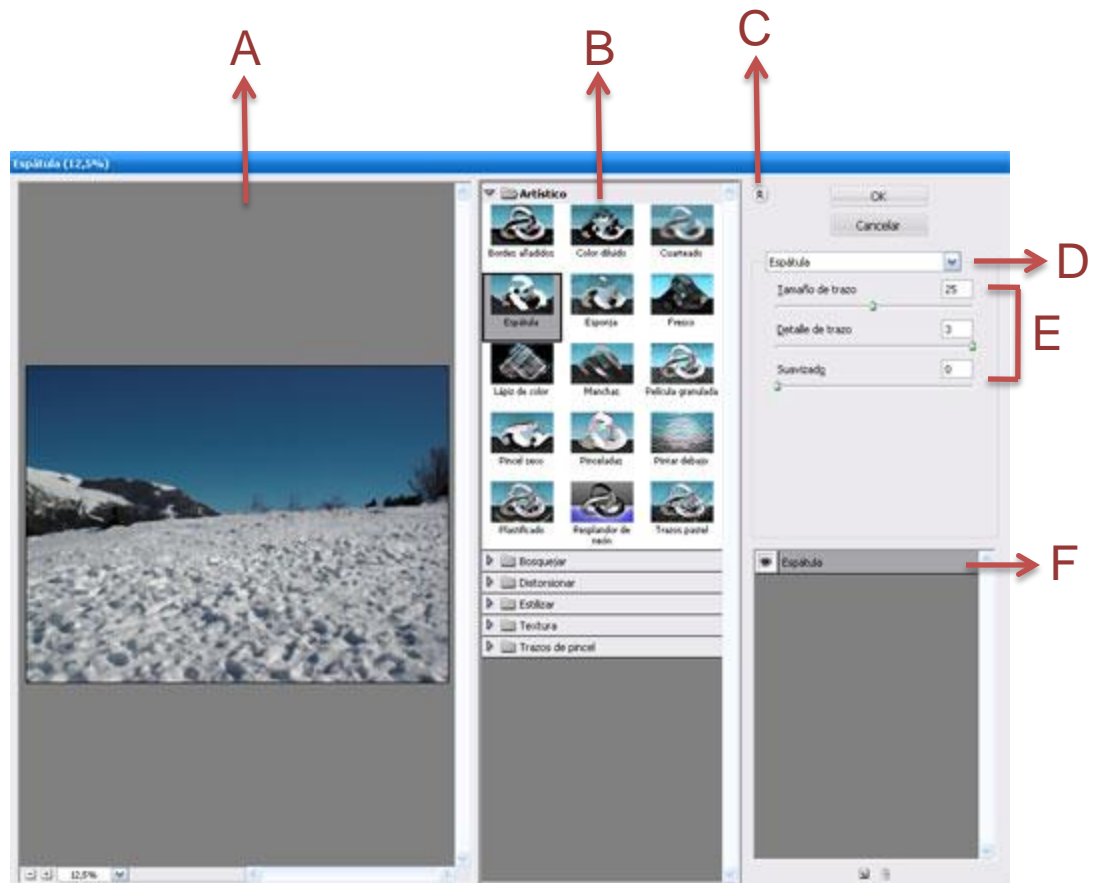 A
B
C
Espátula (12,5%)
Artístico
OK
Cancelar
Bordes añadidos
Color diluido
Cuarteado
Espátula
D
Tamaño de trazo
25
E
Espátula
Esponja
Fresco
Detalle de trazo
3
Suavizado
0
Lápiz de color
Manchas
Película granulada
Pincel seco
Pinceladas
Pintar debajo
Plastificado
Resplandor de
neón
Trazos pastel
Bosquejar
Espátula
F
Distorsionar
Estilizar
Textura
Trazos de pincel
12,5%